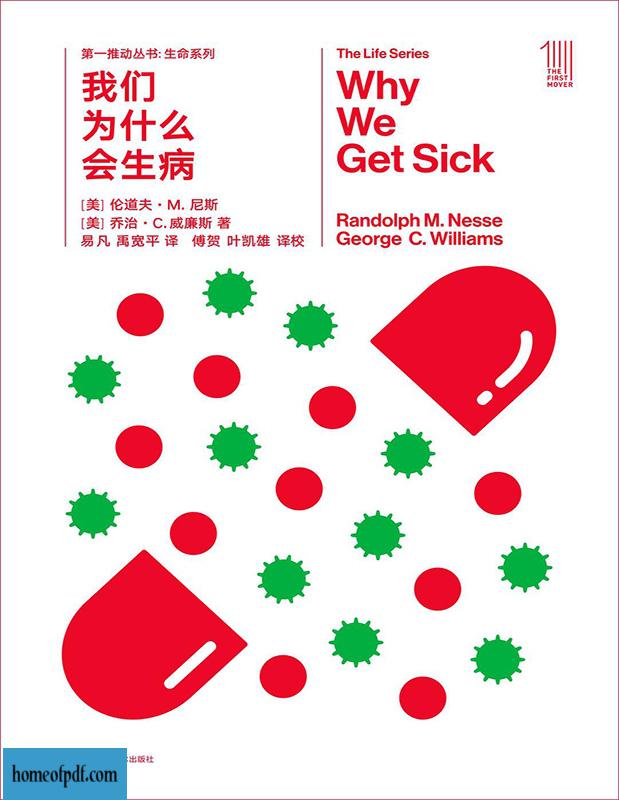 第一推动丛书: 生命系列
我们
为什么
会生病
[美] 伦道夫·M. 尼斯
[美] 乔治·C. 威廉斯 著
易凡 禹宽平 译 傅贺 叶凯雄 译校
The Life Series
Why
We
Get Sick
Randolph M. Nesse
George C. Williams
THE
FIRST
MOVER
出版社
homeofpdf.com